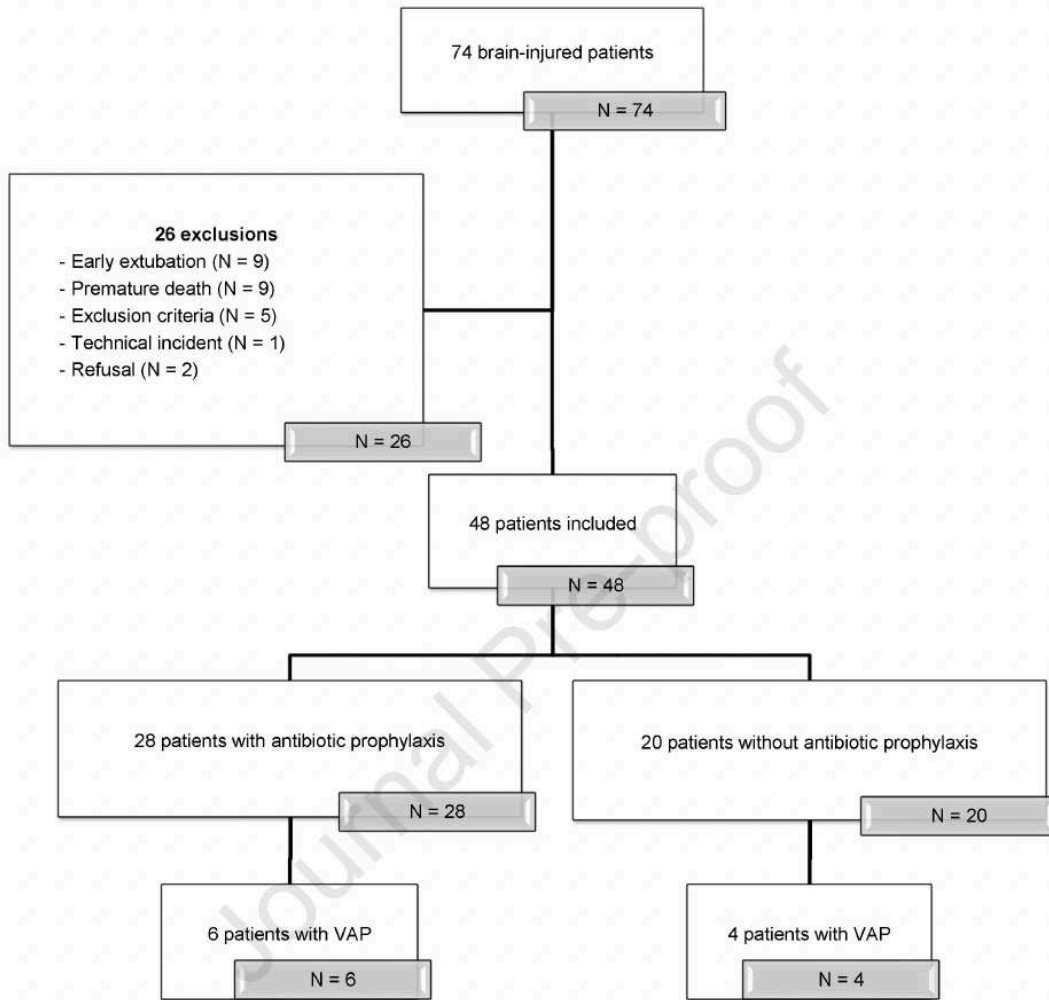 74 brain-injured patients
N = 74
26 exclusions
- Early extubation (N = 9)
- Premature death (N = 9)
- Exclusion criteria (N = 5)
- Technical incident (N = 1)
- Refusal (N = 2)
N = 26
48 patients included
N = 48
28 patients with antibiotic prophylaxis
N = 28
20 patients without antibiotic prophylaxis
N = 20
6 patients with VAP
N = 6
4 patients with VAP
N = 4
Journal Pre-proof